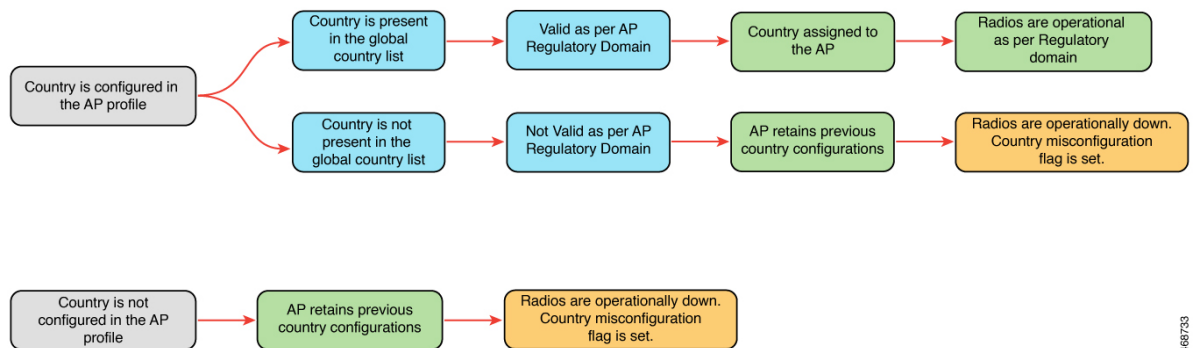 Country is configured in
the AP profile
Country is present
in the global
country list
Valid as per AP
Regulatory Domain
Country assigned to
the AP
Radios are operational
as per Regulatory
domain
Country is not
present in the
global country list
Not Valid as per AP
Regulatory Domain
AP retains previous
country configurations
Radios are operationally down.
Country misconfiguration
flag is set.
Country is not
configured in the AP
profile
AP retains previous
country configurations
Radios are operationally down.
Country misconfiguration
flag is set.